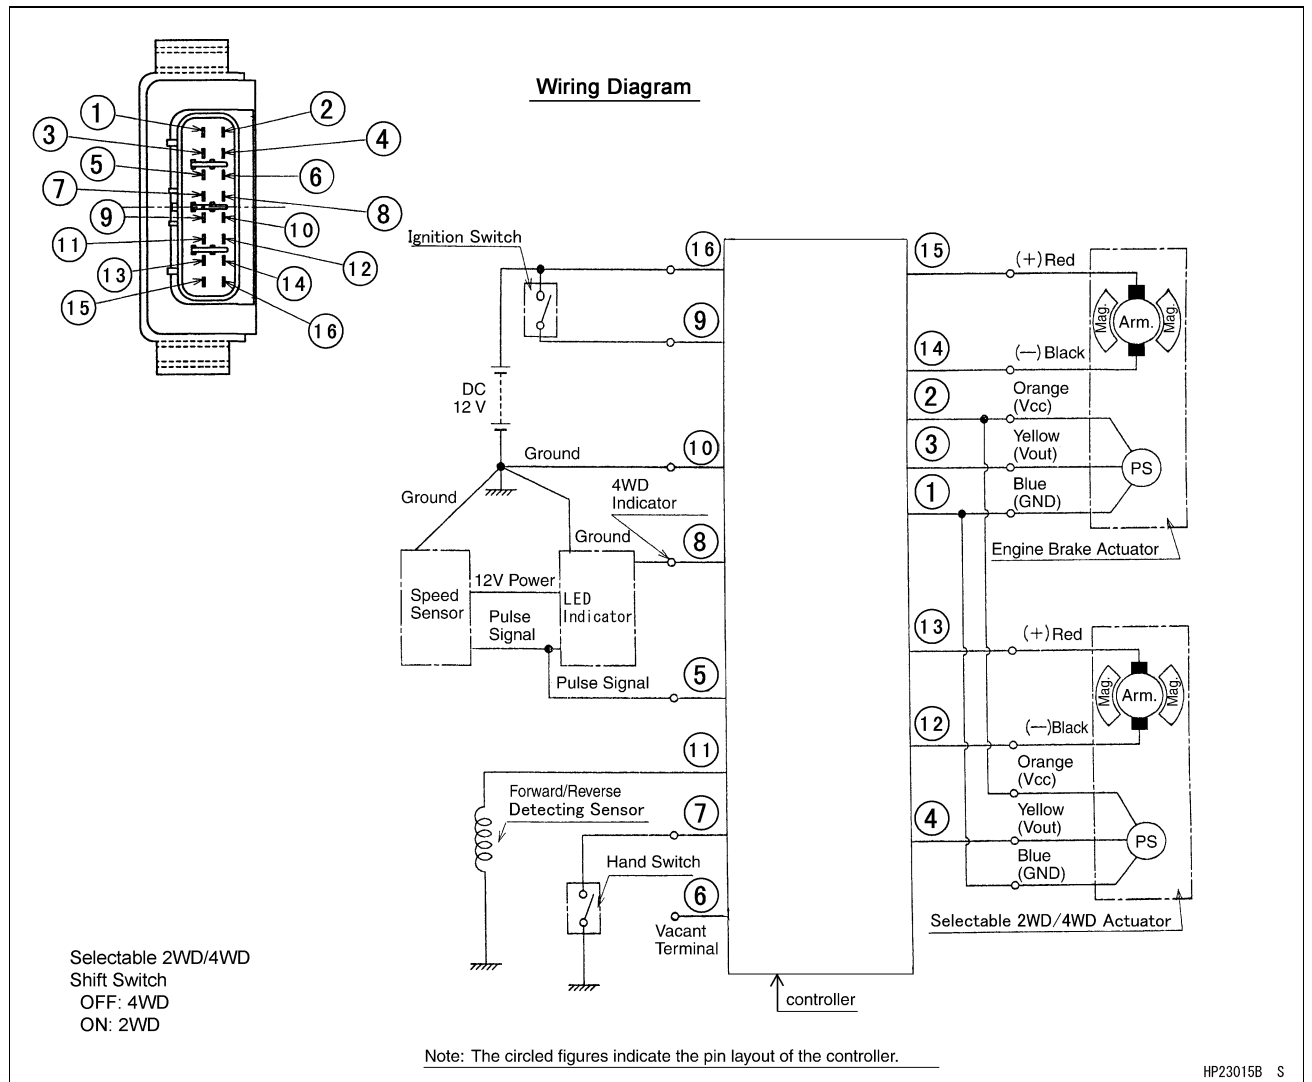 Wiring Diagram
1
2
3
4
5
6
7
8
9
10
11
12
13
14
15
16
Ignition Switch
16
9
DC
12 V
10
Ground
Ground
4WD
Indicator
Ground
8
Speed
Sensor
12V Power
LED
Indicator
Pulse
Signal
Pulse Signal
5
11
Forward/Reverse
Detecting Sensor
7
Hand Switch
6
Vacant
Terminal
15
(+) Red
Mag.
Arm.
Mag.
14
(—) Black
2
Orange
(Vcc)
3
Yellow
(Vout)
PS
1
Blue
(GND)
Engine Brake Actuator
13
(+) Red
Mag.
Arm.
Mag.
12
(—)Black
Orange
(Vcc)
4
Yellow
(Vout)
PS
Blue
(GND)
Selectable 2WD/4WD Actuator
controller
Selectable 2WD/4WD
Shift Switch
OFF: 4WD
ON: 2WD
Note: The circled figures indicate the pin layout of the controller.
HP23015B S